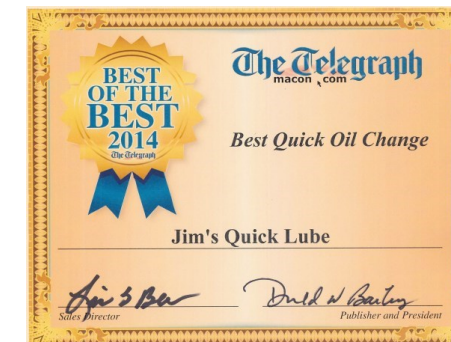 The Telegraph
macon.com
BEST
OF THE
BEST
2014
The Telegraph
Best Quick Oil Change
Jim's Quick Lube
Sales Director
Publisher and President